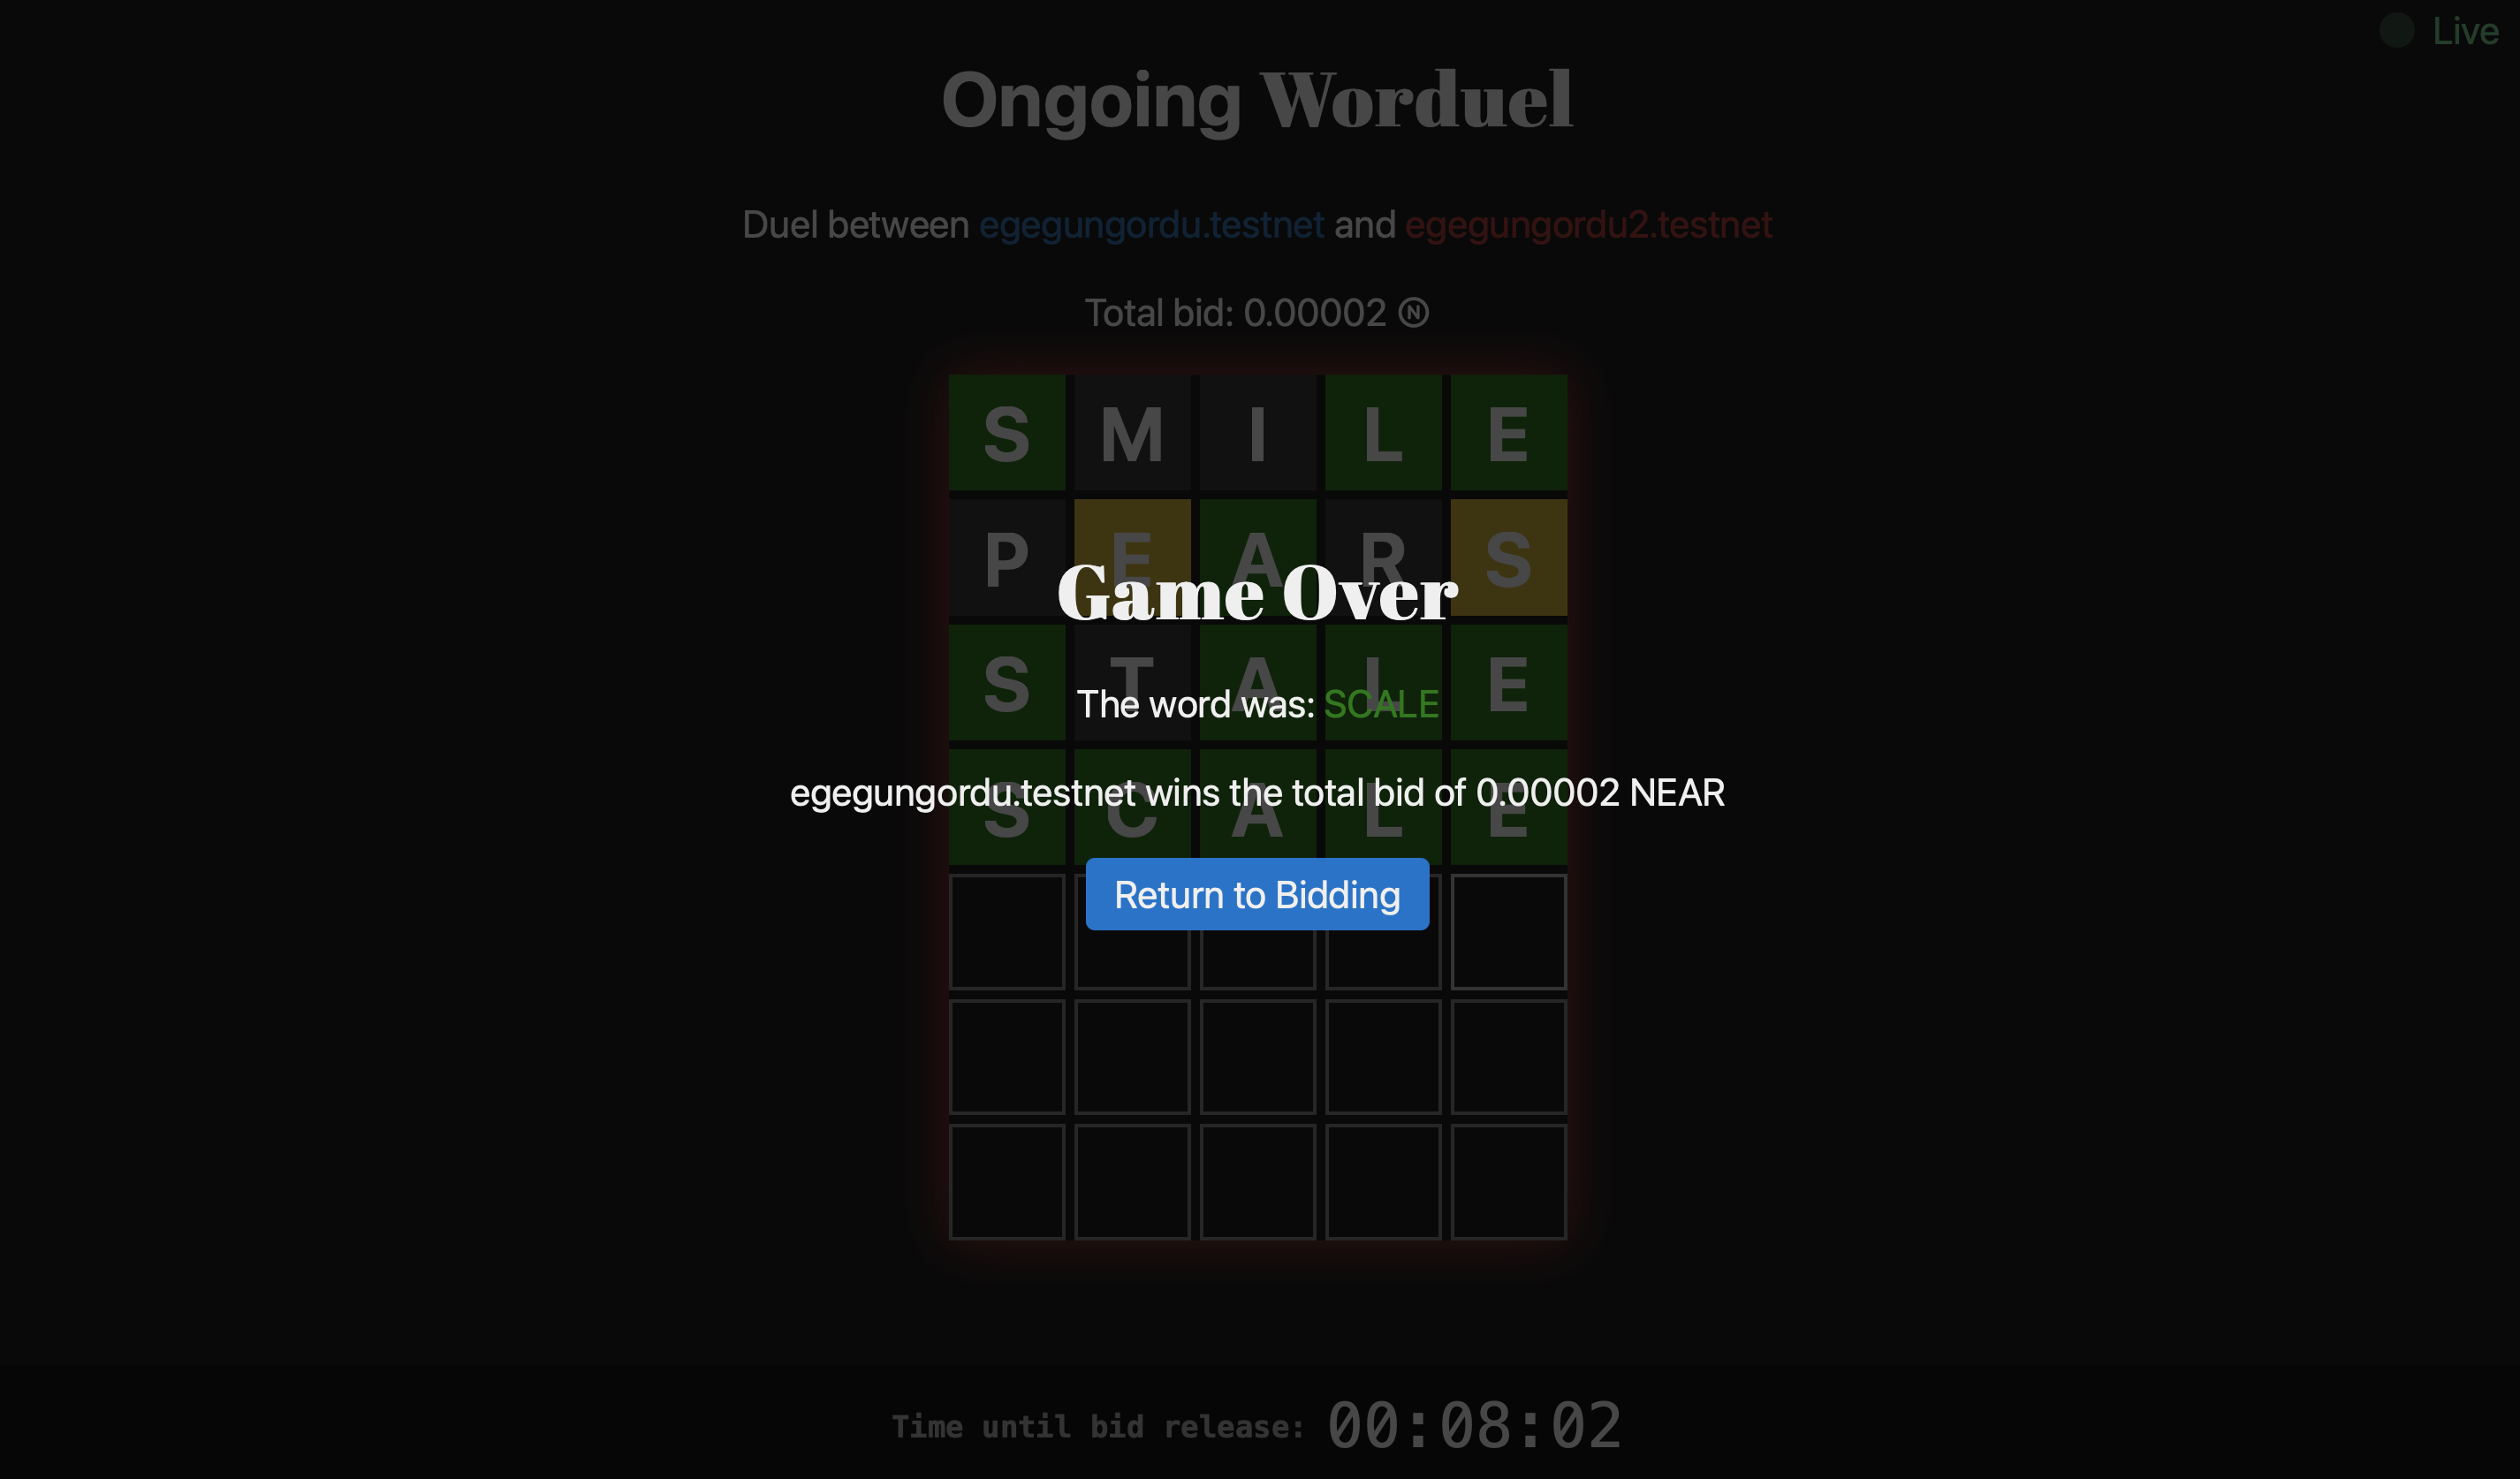 Live
Ongoing Worduel
Duel between egegungordu.testnet and egegungordu2.testnet
Total bid: 0.00002 Ⓝ
S M I L E
P E A R S
Game Over
S T A L E
The word was: SCALE
egegungordu.testnet wins the total bid of 0.00002 NEAR
S C A L E
Return to Bidding
Time until bid release: 00:08:02